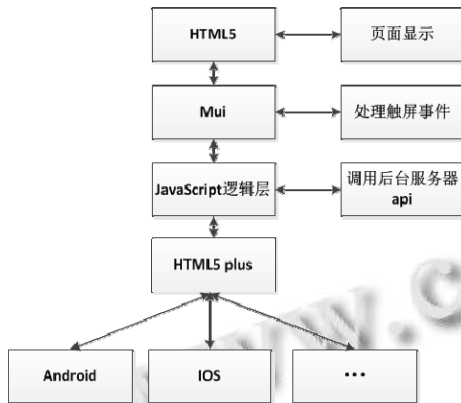 HTML5
页面显示
Mui
处理触屏事件
JavaScript逻辑层
调用后台服务器
api
HTML5 plus
Android
IOS
...
www.c